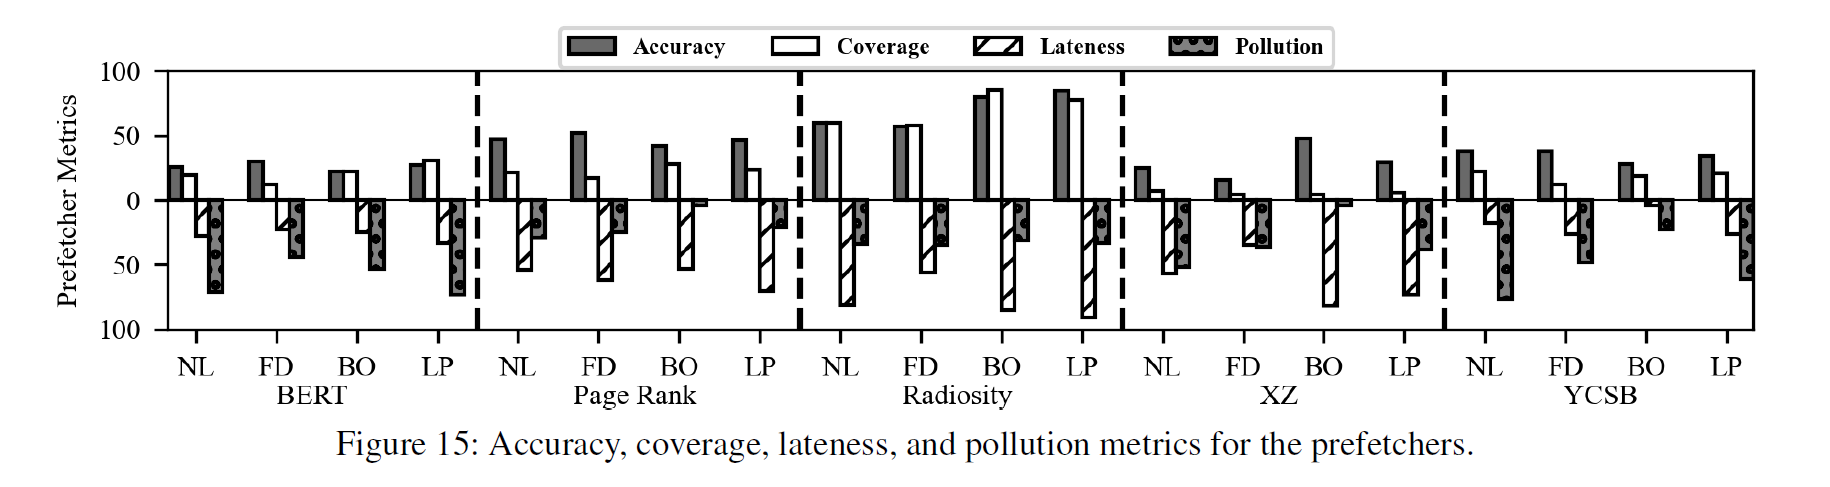 Accuracy Coverage Lateness Pollution
100
50
0
50
100
Prefetcher Metrics
NL FD BO LP NL FD BO LP NL FD BO LP NL FD BO LP NL FD BO LP
BERT Page Rank Radiosity XZ YCSB
Figure 15: Accuracy, coverage, lateness, and pollution metrics for the prefetchers.